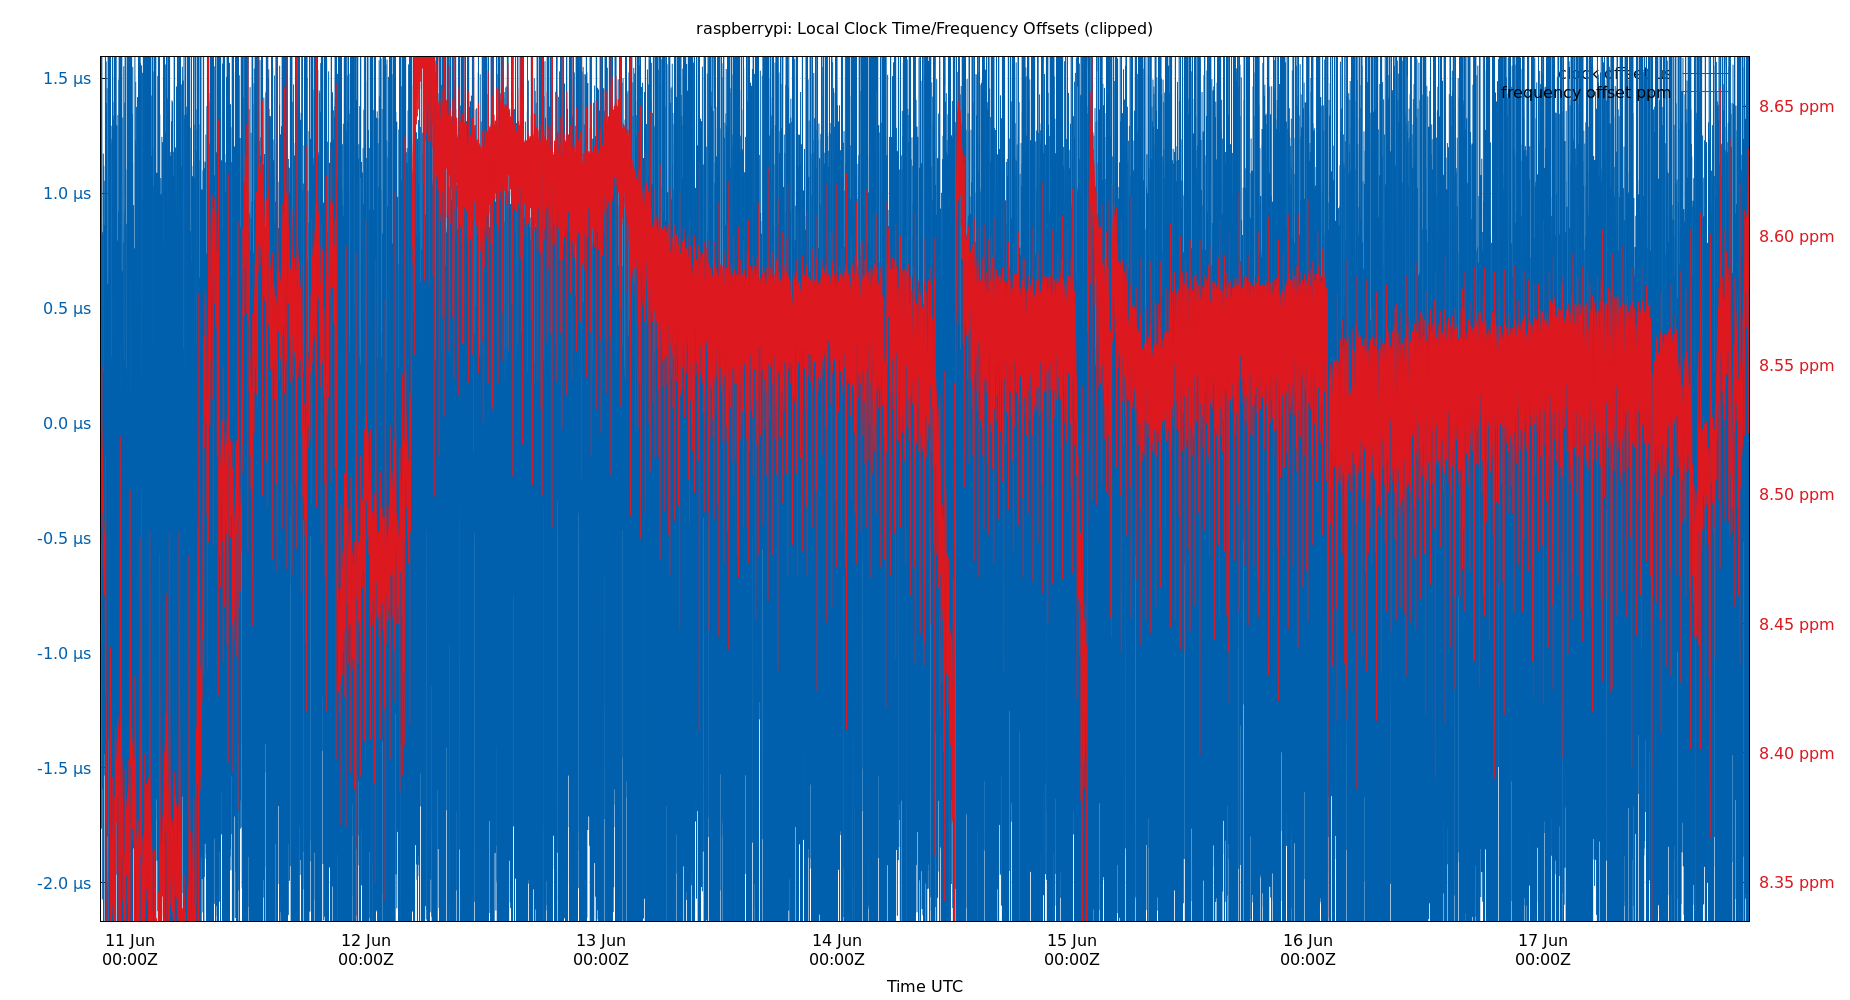 raspberrypi: Local Clock Time/Frequency Offsets (clipped)
clock offset us
frequency offset ppm
1.5 µs
1.0 µs
0.5 µs
0.0 µs
-0.5 µs
-1.0 µs
-1.5 µs
-2.0 µs
8.65 ppm
8.60 ppm
8.55 ppm
8.50 ppm
8.45 ppm
8.40 ppm
8.35 ppm
11 Jun
00:00Z
12 Jun
00:00Z
13 Jun
00:00Z
14 Jun
00:00Z
15 Jun
00:00Z
16 Jun
00:00Z
17 Jun
00:00Z
Time UTC